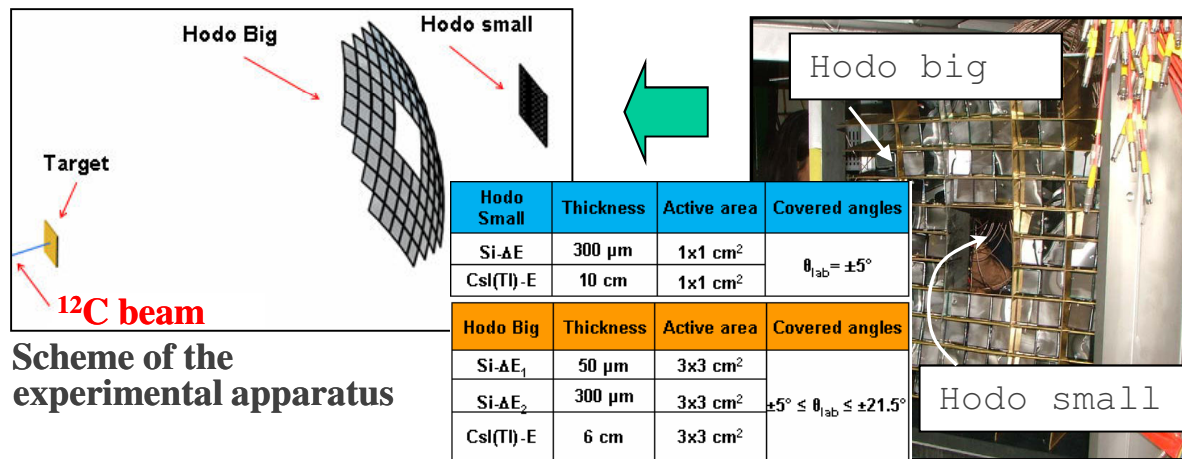 Hodo Big
Hodo small
Target
¹²C beam
Scheme of the
experimental apparatus
Hodo big
Hodo small
Hodo Small | Thickness | Active area | Covered angles
Si-ΔE | 300 µm | 1x1 cm² | θlab= ±5°
CsI(Tl)-E | 10 cm | 1x1 cm²
Hodo Big | Thickness | Active area | Covered angles
Si-ΔE₁ | 50 µm | 3x3 cm² | ±5° ≤ θlab ≤ ±21.5°
Si-ΔE₂ | 300 µm | 3x3 cm²
CsI(Tl)-E | 6 cm | 3x3 cm²